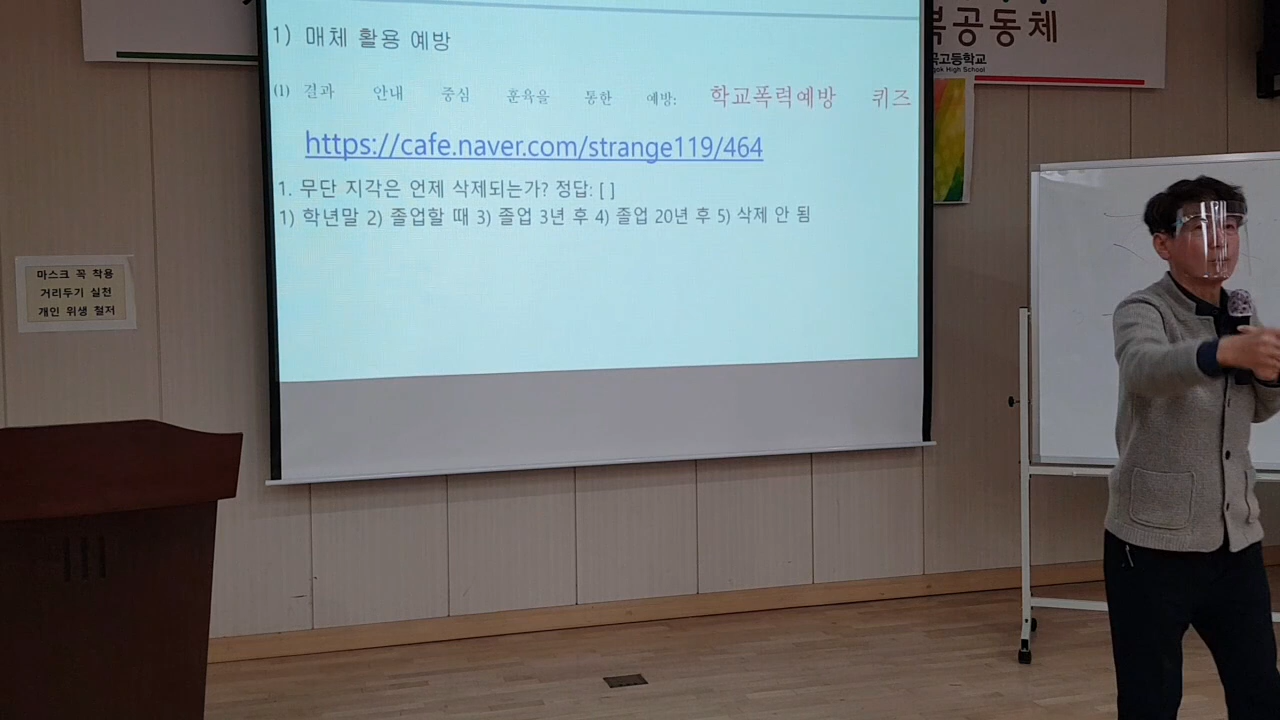 1) 매체 활용 예방
(1) 결과 안내 중심 훈육을 통한 예방: 학교폭력예방 퀴즈
https://cafe.naver.com/strange119/464
1. 무단 지각은 언제 삭제되는가? 정답: [ ]
1) 학년말 2) 졸업할 때 3) 졸업 3년 후 4) 졸업 20년 후 5) 삭제 안 됨
복공동체
고등학교
High School
마스크 꼭 착용
거리두기 실천
개인 위생 철저